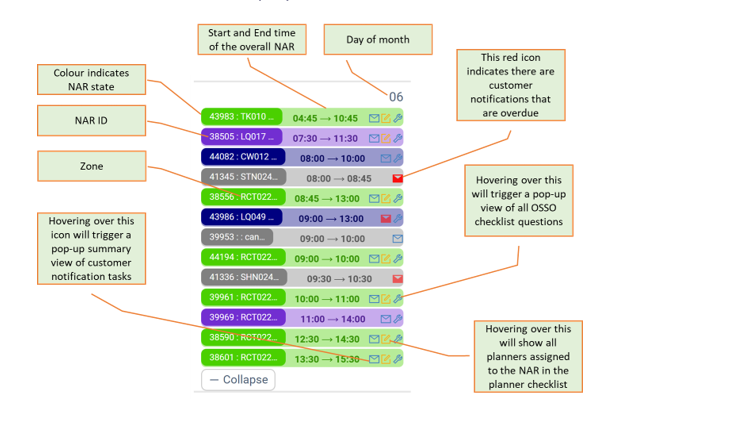 Start and End time
of the overall NAR
Day of month
This red icon
indicates there are
customer
notifications that
are overdue
Colour indicates
NAR state
NAR ID
Zone
Hovering over this
icon will trigger a
pop-up summary
view of customer
notification tasks
06
43983 : TK010 ... 04:45 → 10:45
38505 : LQ017 ... 07:30 → 11:30
44082 : CW012 ... 08:00 → 10:00
41345 : STN024... 08:00 → 08:45
38556 : RCT022... 08:45 → 13:00
43986 : LQ049 ... 09:00 → 13:00
39953 : : can... 09:00 → 10:00
44194 : RCT022... 09:00 → 10:00
41336 : SHN024... 09:30 → 10:30
39961 : RCT022... 10:00 → 11:00
39969 : RCT022... 11:00 → 14:00
38590 : RCT022... 12:30 → 14:30
38601 : RCT022... 13:30 → 15:30
— Collapse
Hovering over this
will trigger a pop-up
view of all OSSO
checklist questions
Hovering over this
will show all
planners assigned
to the NAR in the
planner checklist